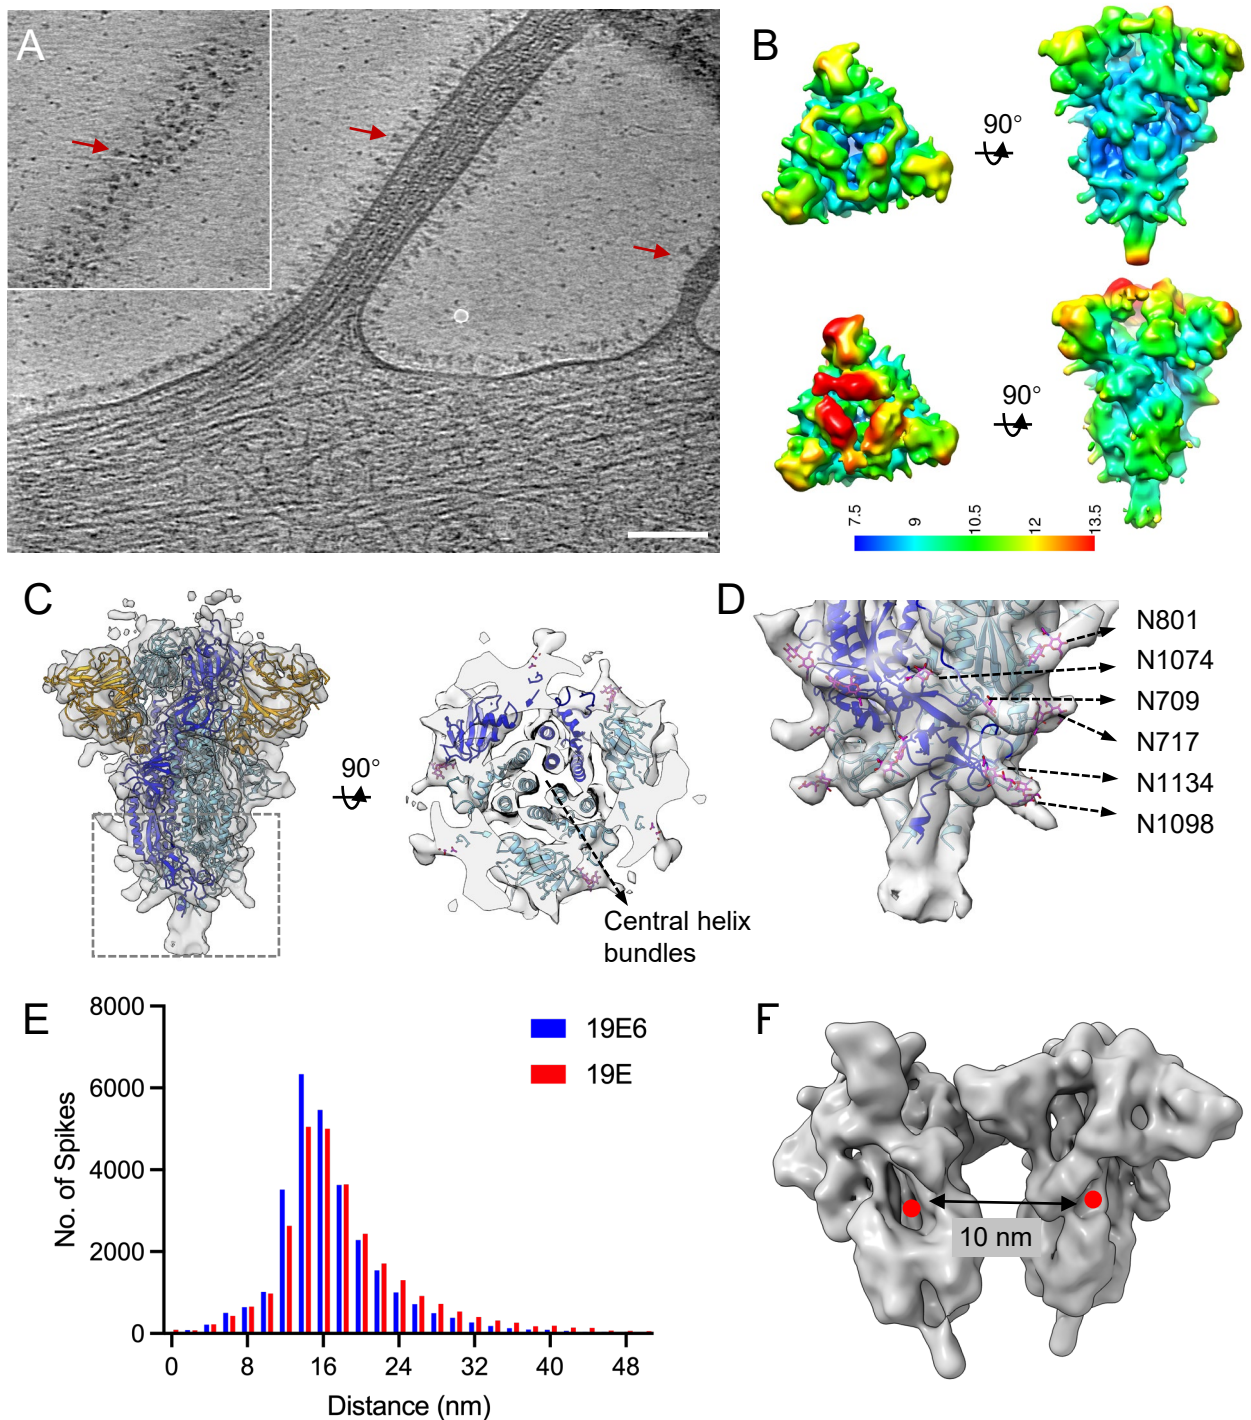 A
B
90°
90°
7.5
9
10.5
12
13.5
C
90°
Central helix
bundles
D
N801
N1074
N709
N717
N1134
N1098
E
8000
6000
4000
2000
0
No. of Spikes
19E6
19E
0
8
16
24
32
40
48
Distance (nm)
F
10 nm